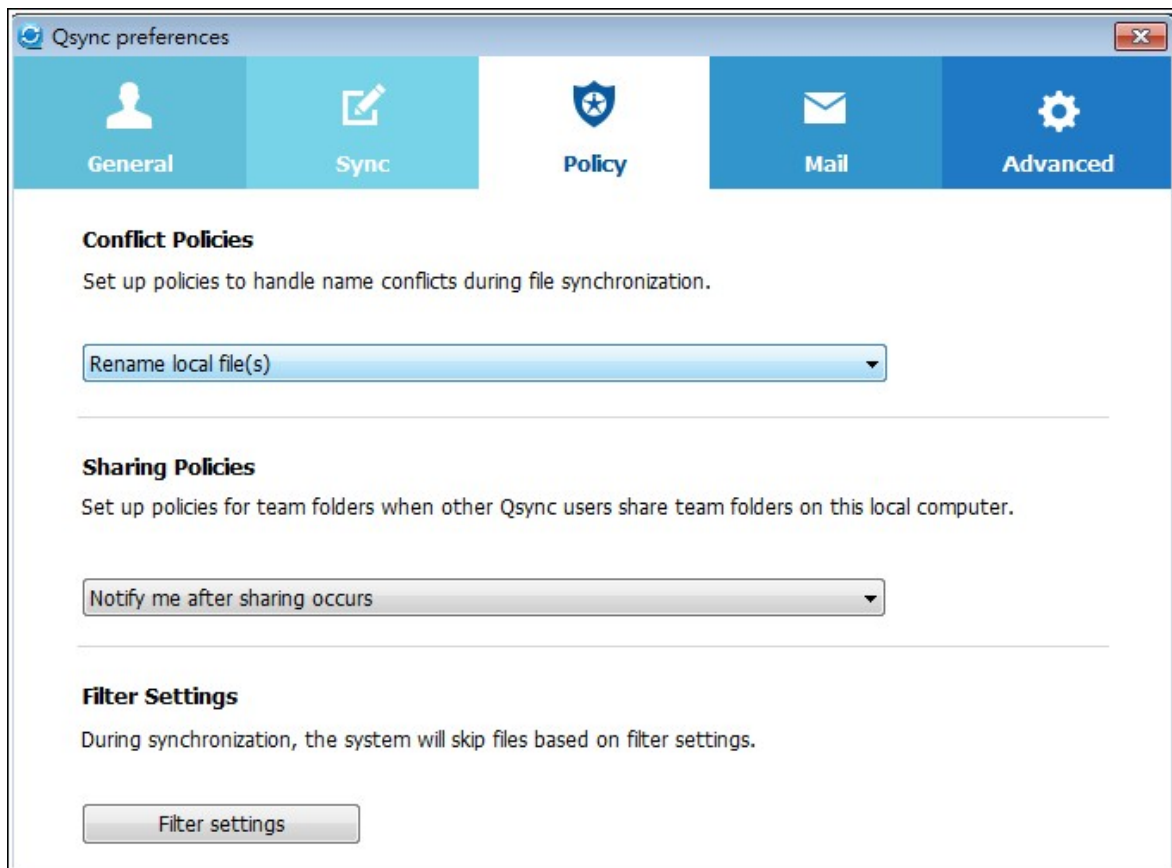 Qsync preferences
General
Sync
Policy
Mail
Advanced
Conflict Policies
Set up policies to handle name conflicts during file synchronization.
Rename local file(s)
Sharing Policies
Set up policies for team folders when other Qsync users share team folders on this local computer.
Notify me after sharing occurs
Filter Settings
During synchronization, the system will skip files based on filter settings.
Filter settings